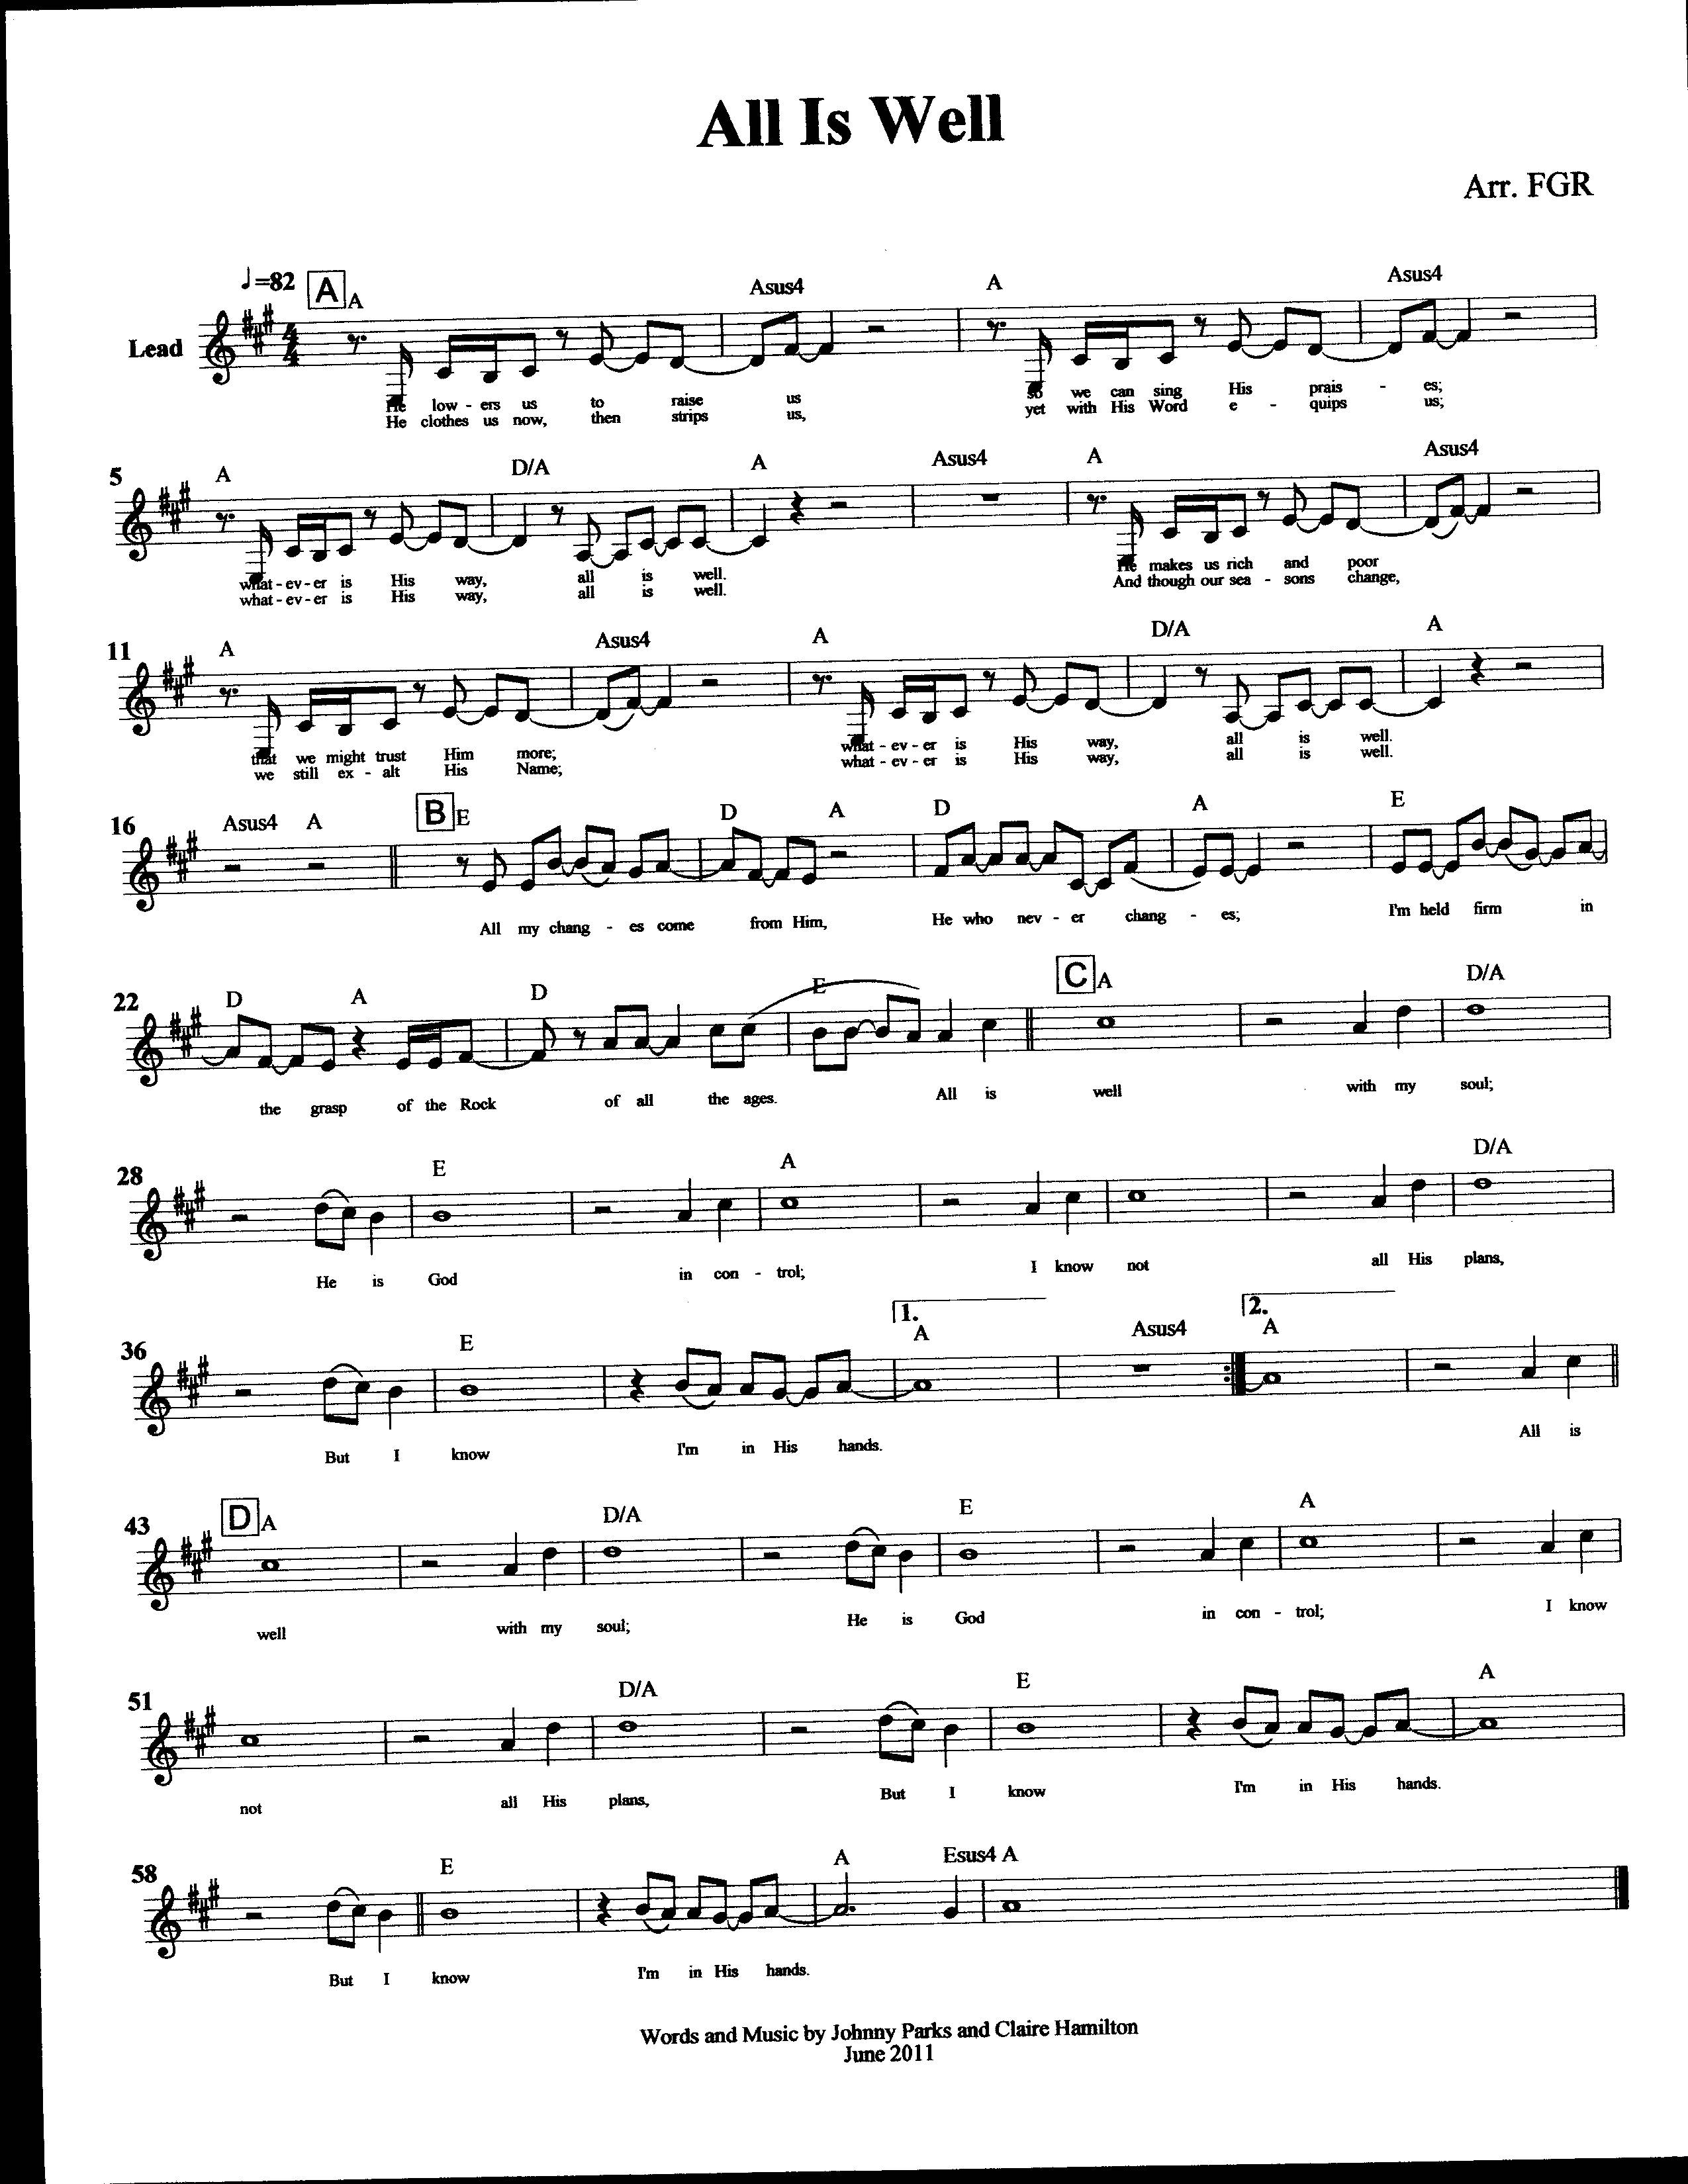 All Is Well
Arr. FGR
♩=82
A
A Asus4 A Asus4
Lead
He low - ers us to raise us so we can sing His prais - es;
He clothes us now, then strips us, yet with His Word e - quips us;
5
A D/A A Asus4 A Asus4
what - ev - er is His way, all is well. He makes us rich and poor
what - ev - er is His way, all is well. And though our sea - sons change,
11
A Asus4 A D/A A
that we might trust Him more; what - ev - er is His way, all is well.
we still ex - alt His Name; what - ev - er is His way, all is well.
16
Asus4 A B E D A D A E
All my chang - es come from Him, He who nev - er chang - es; I'm held firm in
22
D A D E C A D/A
the grasp of the Rock of all the ages. All is well with my soul;
28
E A D/A
He is God in con - trol; I know not all His plans,
36
E 1. A Asus4 2. A
But I know I'm in His hands. All is
43
D A D/A E A
well with my soul; He is God in con - trol; I know
51
D/A E A
not all His plans, But I know I'm in His hands.
58
E A Esus4 A
But I know I'm in His hands.
Words and Music by Johnny Parks and Claire Hamilton
June 2011